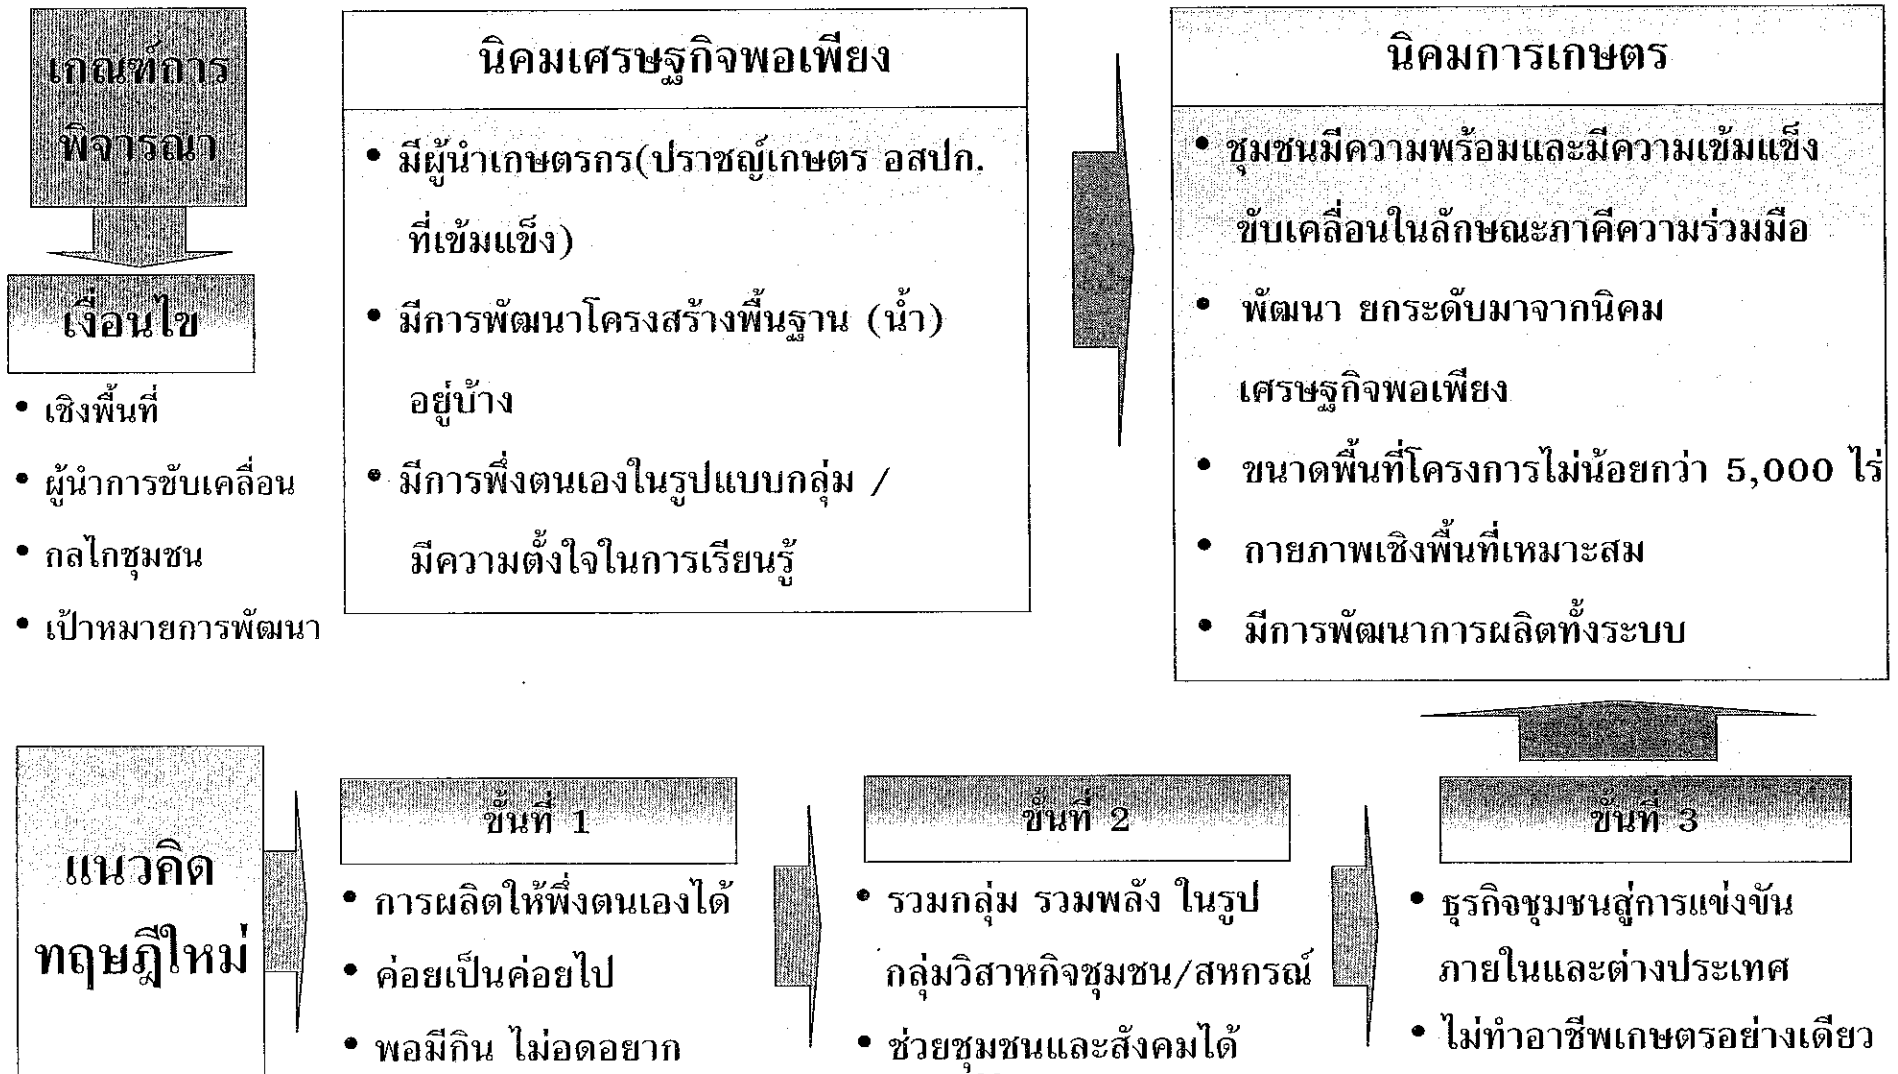 เกณฑ์การ
พิจารณา
เงื่อนไข
• เชิงพื้นที่
• ผู้นำการขับเคลื่อน
• กลไกชุมชน
• เป้าหมายการพัฒนา
นิคมเศรษฐกิจพอเพียง
• มีผู้นำเกษตรกร(ปราชญ์เกษตร อสปก.
ที่เข้มแข็ง)
• มีการพัฒนาโครงสร้างพื้นฐาน (น้ำ)
อยู่บ้าง
• มีการพึ่งตนเองในรูปแบบกลุ่ม /
มีความตั้งใจในการเรียนรู้
นิคมการเกษตร
• ชุมชนมีความพร้อมและมีความเข้มแข็ง
ขับเคลื่อนในลักษณะภาคีความร่วมมือ
• พัฒนา ยกระดับมาจากนิคม
เศรษฐกิจพอเพียง
• ขนาดพื้นที่โครงการไม่น้อยกว่า 5,000 ไร่
• กายภาพเชิงพื้นที่เหมาะสม
• มีการพัฒนาการผลิตทั้งระบบ
แนวคิด
ทฤษฎีใหม่
ขั้นที่ 1
• การผลิตให้พึ่งตนเองได้
• ค่อยเป็นค่อยไป
• พอมีกิน ไม่อดอยาก
ขั้นที่ 2
• รวมกลุ่ม รวมพลัง ในรูป
กลุ่มวิสาหกิจชุมชน/สหกรณ์
• ช่วยชุมชนและสังคมได้
ขั้นที่ 3
• ธุรกิจชุมชนสู่การแข่งขัน
ภายในและต่างประเทศ
• ไม่ทำอาชีพเกษตรอย่างเดียว